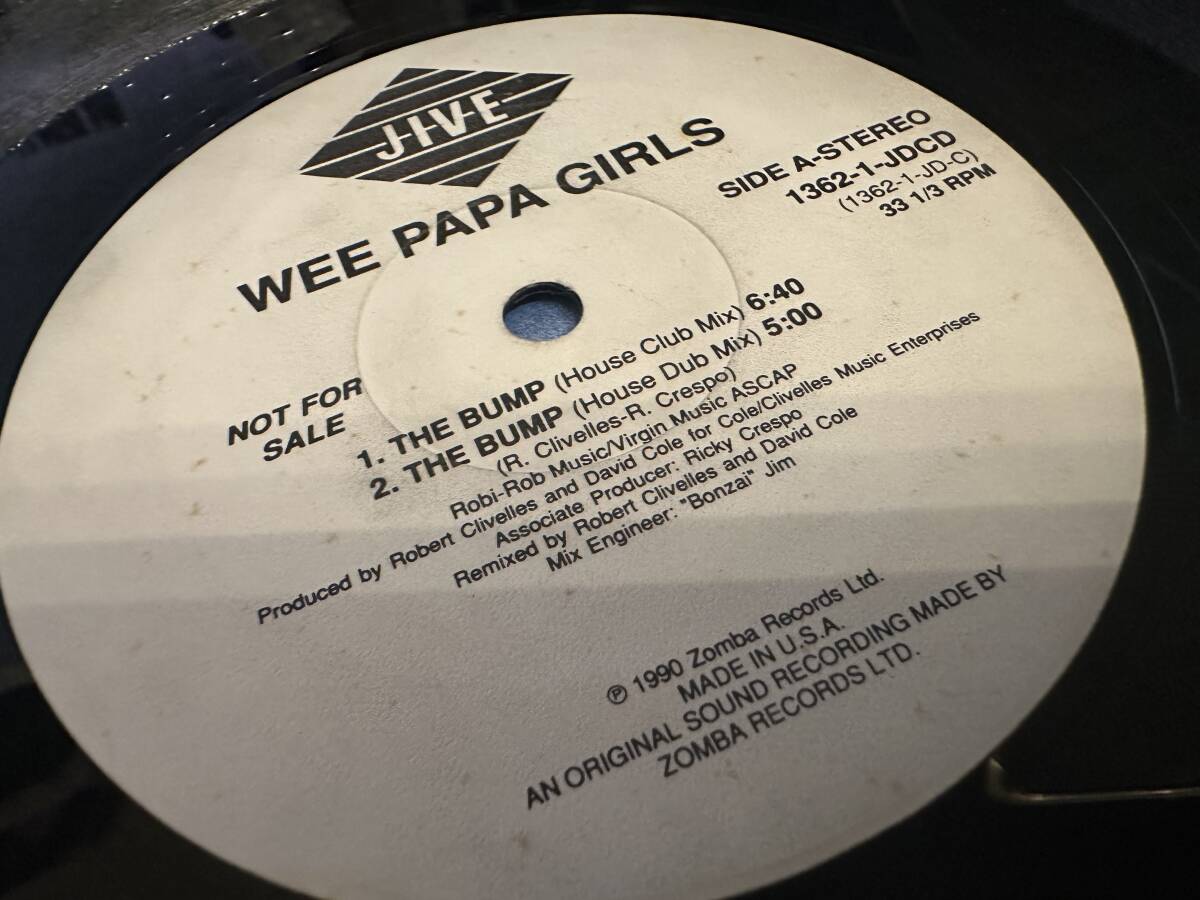 J-I-V-E
WEE PAPA GIRLS
SIDE A-STEREO
1362-1-JDCD
(1362-1-JD-C)
33 1/3 RPM
NOT FOR
SALE
1. THE BUMP (House Club Mix) 6:40
2. THE BUMP (House Dub Mix) 5:00
(R. Clivelles-R. Crespo)
Robi-Rob Music/Virgin Music ASCAP
Produced by Robert Clivelles and David Cole for Cole/Clivelles Music Enterprises
Associate Producer: Ricky Crespo
Remixed by Robert Clivelles and David Cole
Mix Engineer: "Bonzai" Jim
℗ 1990 Zomba Records Ltd.
MADE IN U.S.A.
AN ORIGINAL SOUND RECORDING MADE BY
ZOMBA RECORDS LTD.